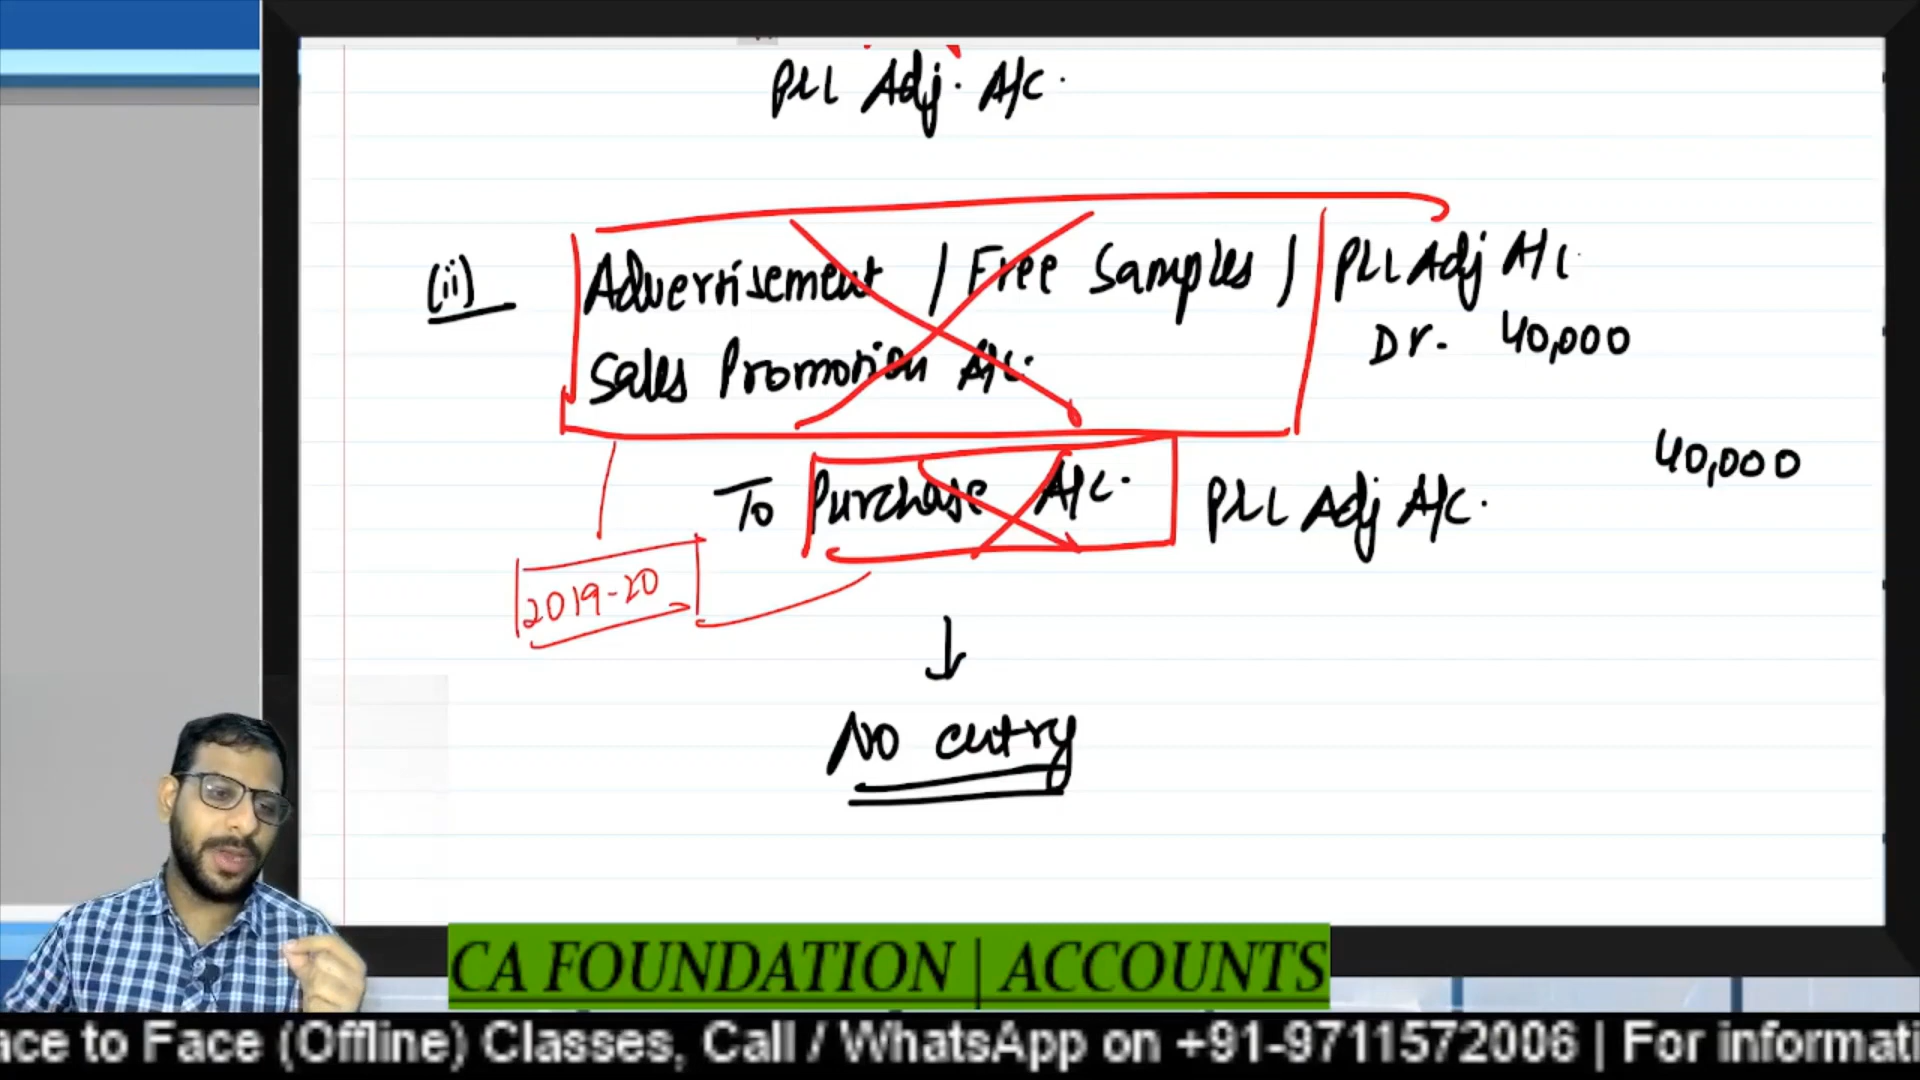 P&L Adj. A/c.
(ii) Advertisement / Free Samples / P&L Adj A/c.
Sales Promotion A/c. Dr. 40,000
To Purchase A/c. P&L Adj A/c. 40,000
2019-20
No entry
CA FOUNDATION | ACCOUNTS
ace to Face (Offline) Classes, Call / WhatsApp on +91-9711572006 | For informati